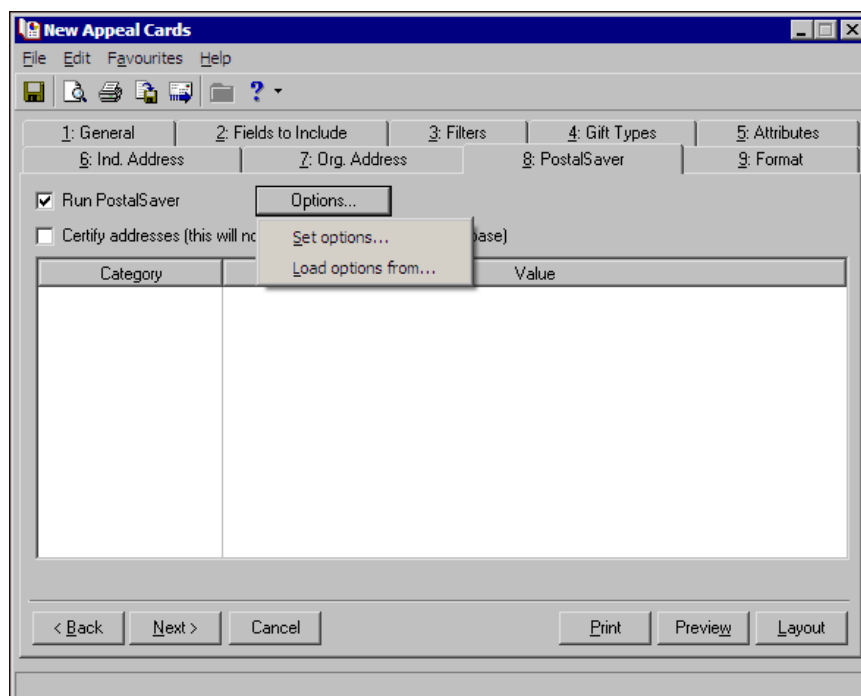 New Appeal Cards
File Edit Favourites Help
1: General 2: Fields to Include 3: Filters 4: Gift Types 5: Attributes
6: Ind. Address 7: Org. Address 8: PostalSaver 9: Format
Run PostalSaver Options...
Certify addresses (this will no base)
Set options...
Load options from...
Category Value
< Back Next > Cancel Print Preview Layout